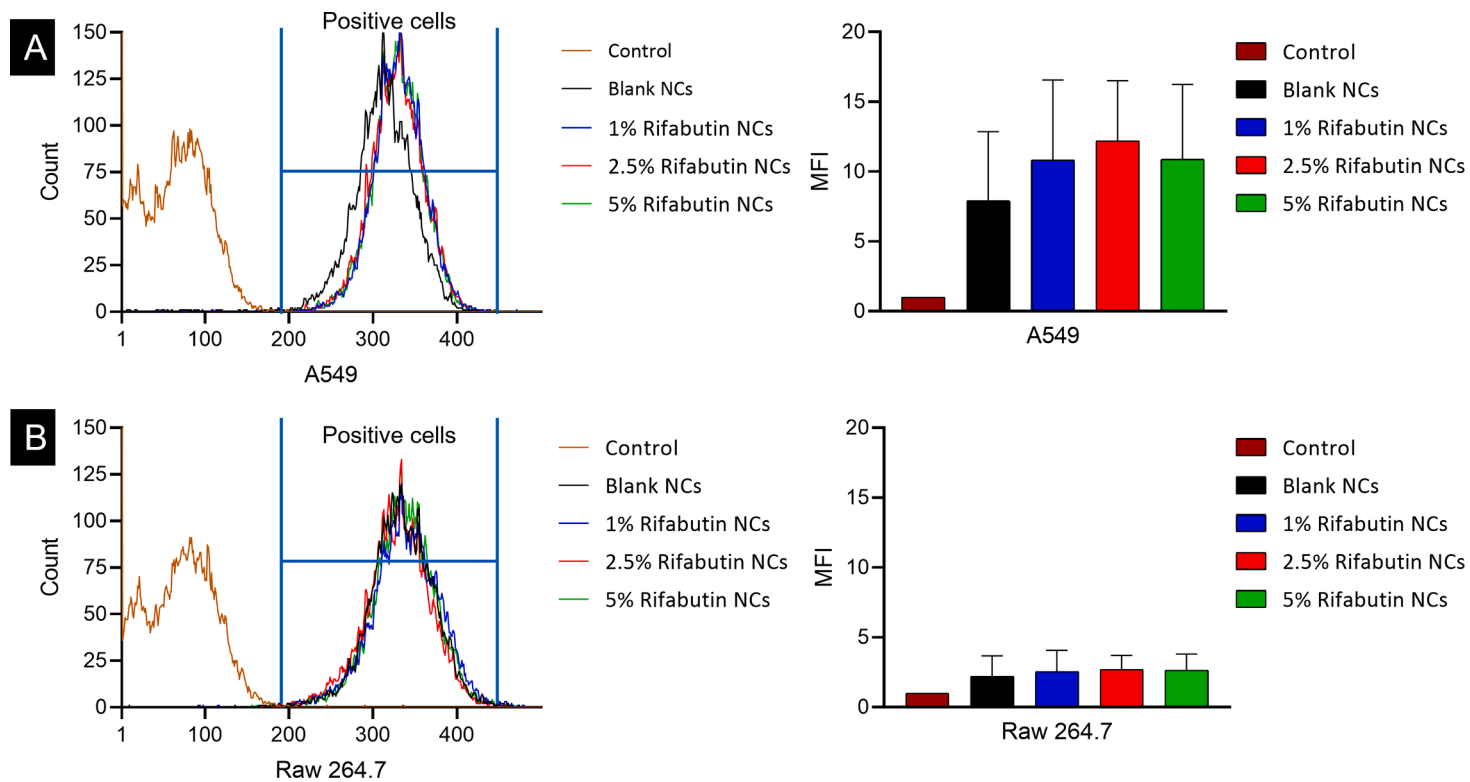 A
Positive cells
150
125
100
75
50
25
0
Count
1
100
200
300
400
A549
Control
Blank NCs
1% Rifabutin NCs
2.5% Rifabutin NCs
5% Rifabutin NCs
20
15
10
5
0
MFI
A549
Control
Blank NCs
1% Rifabutin NCs
2.5% Rifabutin NCs
5% Rifabutin NCs
B
Positive cells
150
125
100
75
50
25
0
Count
1
100
200
300
400
Raw 264.7
Control
Blank NCs
1% Rifabutin NCs
2.5% Rifabutin NCs
5% Rifabutin NCs
20
15
10
5
0
MFI
Raw 264.7
Control
Blank NCs
1% Rifabutin NCs
2.5% Rifabutin NCs
5% Rifabutin NCs